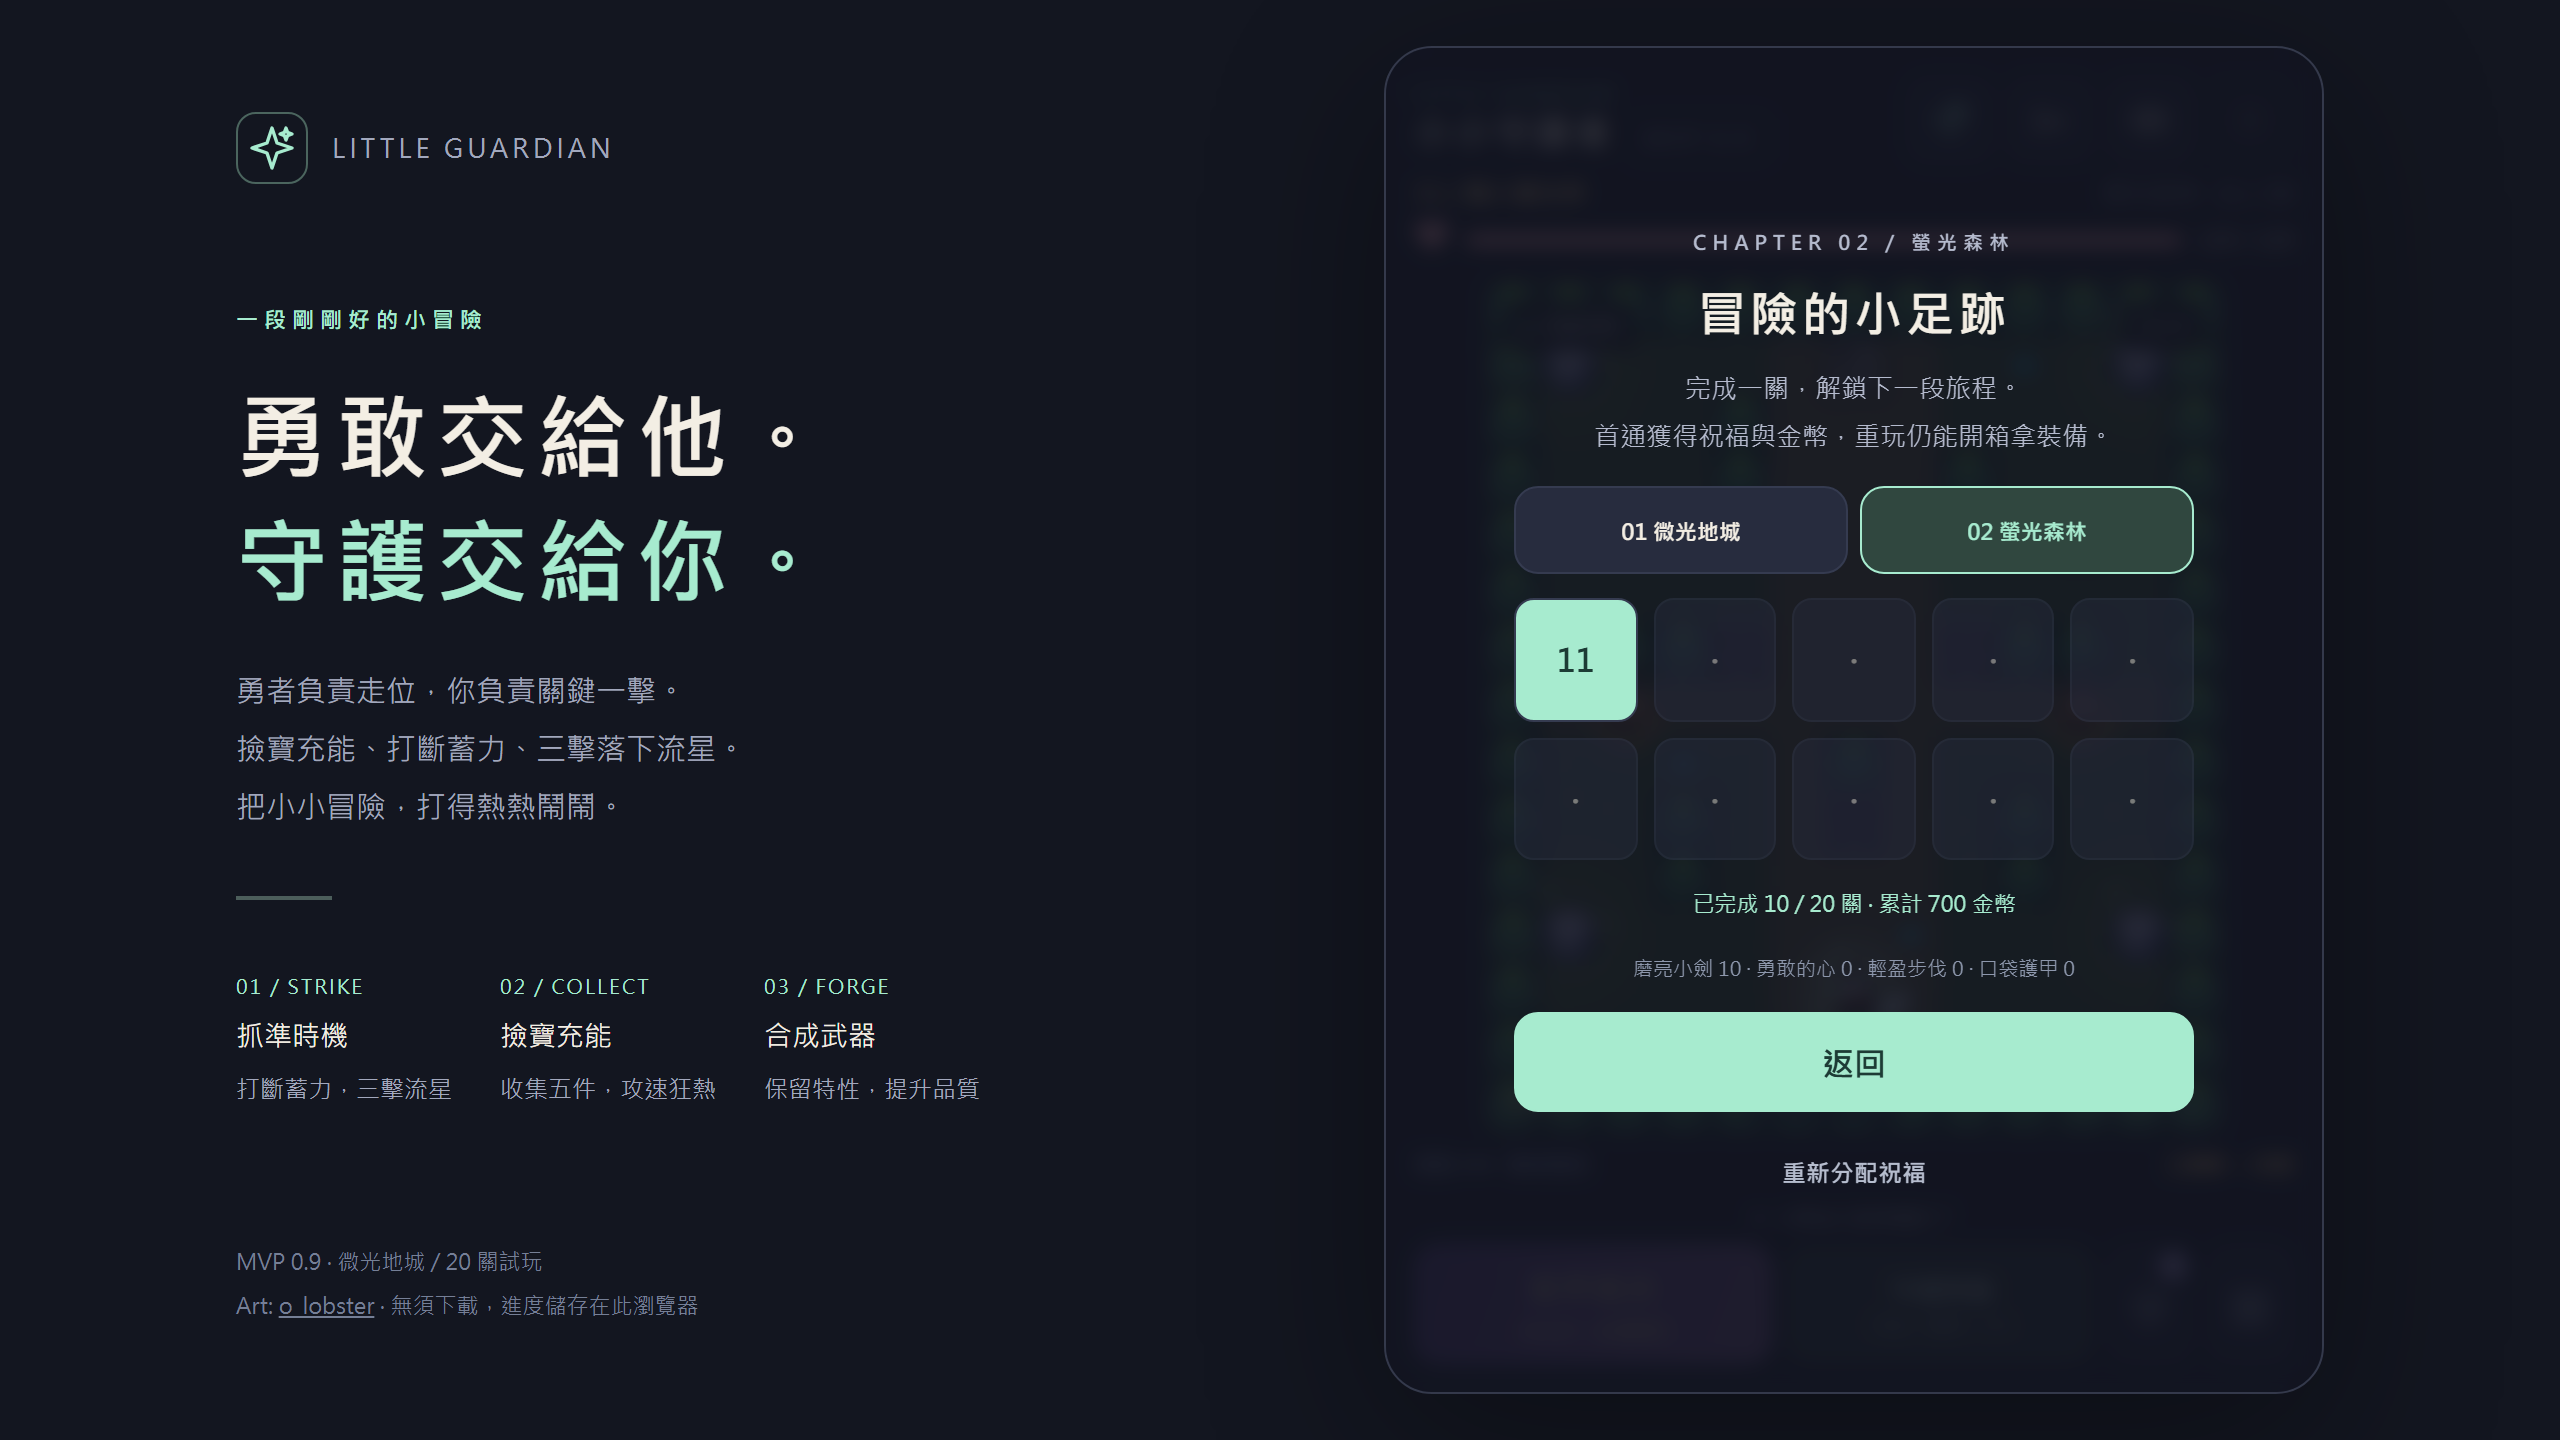 LITTLE GUARDIAN
一段剛剛好的小冒險
勇敢交給他。
守護交給你。
勇者負責走位，你負責關鍵一擊。
撿寶充能、打斷蓄力、三擊落下流星。
把小小冒險，打得熱熱鬧鬧。
01 / STRIKE
抓準時機
打斷蓄力，三擊流星
02 / COLLECT
撿寶充能
收集五件，攻速狂熱
03 / FORGE
合成武器
保留特性，提升品質
MVP 0.9 · 微光地城 / 20 關試玩
Art: o_lobster · 無須下載，進度儲存在此瀏覽器
CHAPTER 02 / 螢光森林
冒險的小足跡
完成一關，解鎖下一段旅程。
首通獲得祝福與金幣，重玩仍能開箱拿裝備。
01 微光地城
02 螢光森林
11
已完成 10 / 20 關 · 累計 700 金幣
磨亮小劍 10 · 勇敢的心 0 · 輕盈步伐 0 · 口袋護甲 0
返回
重新分配祝福